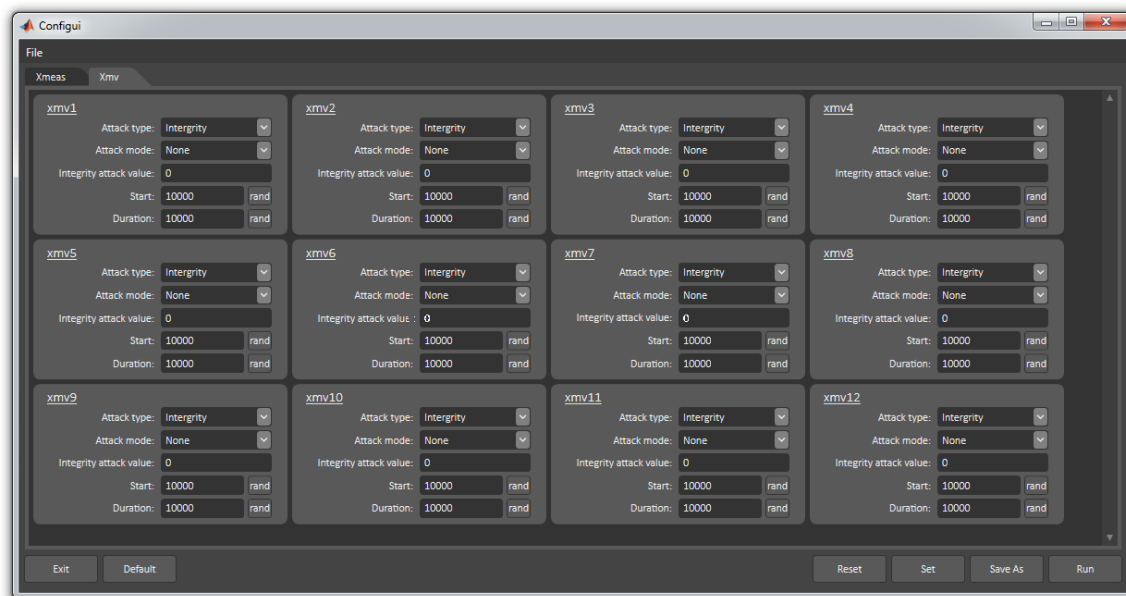 Configui
File
Xmeas Xmv
xmv1 xmv2 xmv3 xmv4
Attack type: Intergrity Attack type: Intergrity Attack type: Intergrity Attack type: Intergrity
Attack mode: None Attack mode: None Attack mode: None Attack mode: None
Integrity attack value: 0 Integrity attack value: 0 Integrity attack value: 0 Integrity attack value: 0
Start: 10000 rand Start: 10000 rand Start: 10000 rand Start: 10000 rand
Duration: 10000 rand Duration: 10000 rand Duration: 10000 rand Duration: 10000 rand
xmv5 xmv6 xmv7 xmv8
Attack type: Intergrity Attack type: Intergrity Attack type: Intergrity Attack type: Intergrity
Attack mode: None Attack mode: None Attack mode: None Attack mode: None
Integrity attack value: 0 Integrity attack value : 0 Integrity attack value: 0 Integrity attack value: 0
Start: 10000 rand Start: 10000 rand Start: 10000 rand Start: 10000 rand
Duration: 10000 rand Duration: 10000 rand Duration: 10000 rand Duration: 10000 rand
xmv9 xmv10 xmv11 xmv12
Attack type: Intergrity Attack type: Intergrity Attack type: Intergrity Attack type: Intergrity
Attack mode: None Attack mode: None Attack mode: None Attack mode: None
Integrity attack value: 0 Integrity attack value: 0 Integrity attack value: 0 Integrity attack value: 0
Start: 10000 rand Start: 10000 rand Start: 10000 rand Start: 10000 rand
Duration: 10000 rand Duration: 10000 rand Duration: 10000 rand Duration: 10000 rand
Exit Default Reset Set Save As Run